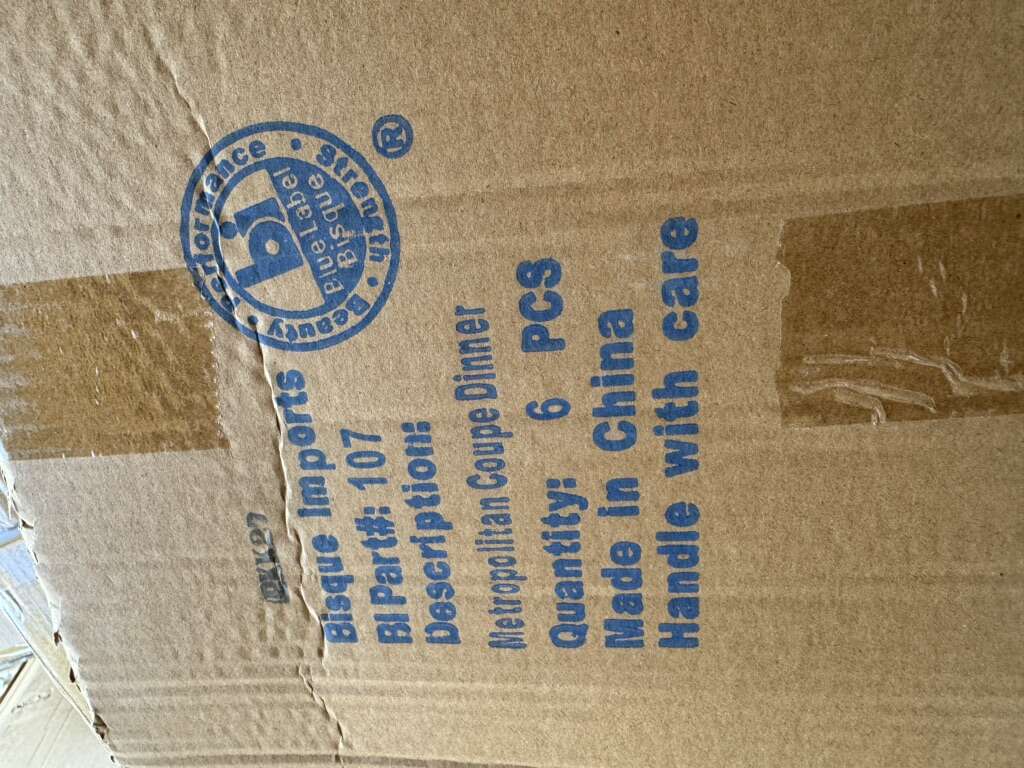 Performance • Strength • Beauty •
bi
Blue Label
Bisque
®
Bisque Imports
BI Part#: 107
Description:
Metropolitan Coupe Dinner
Quantity: 6 PCS
Made in China
Handle with care